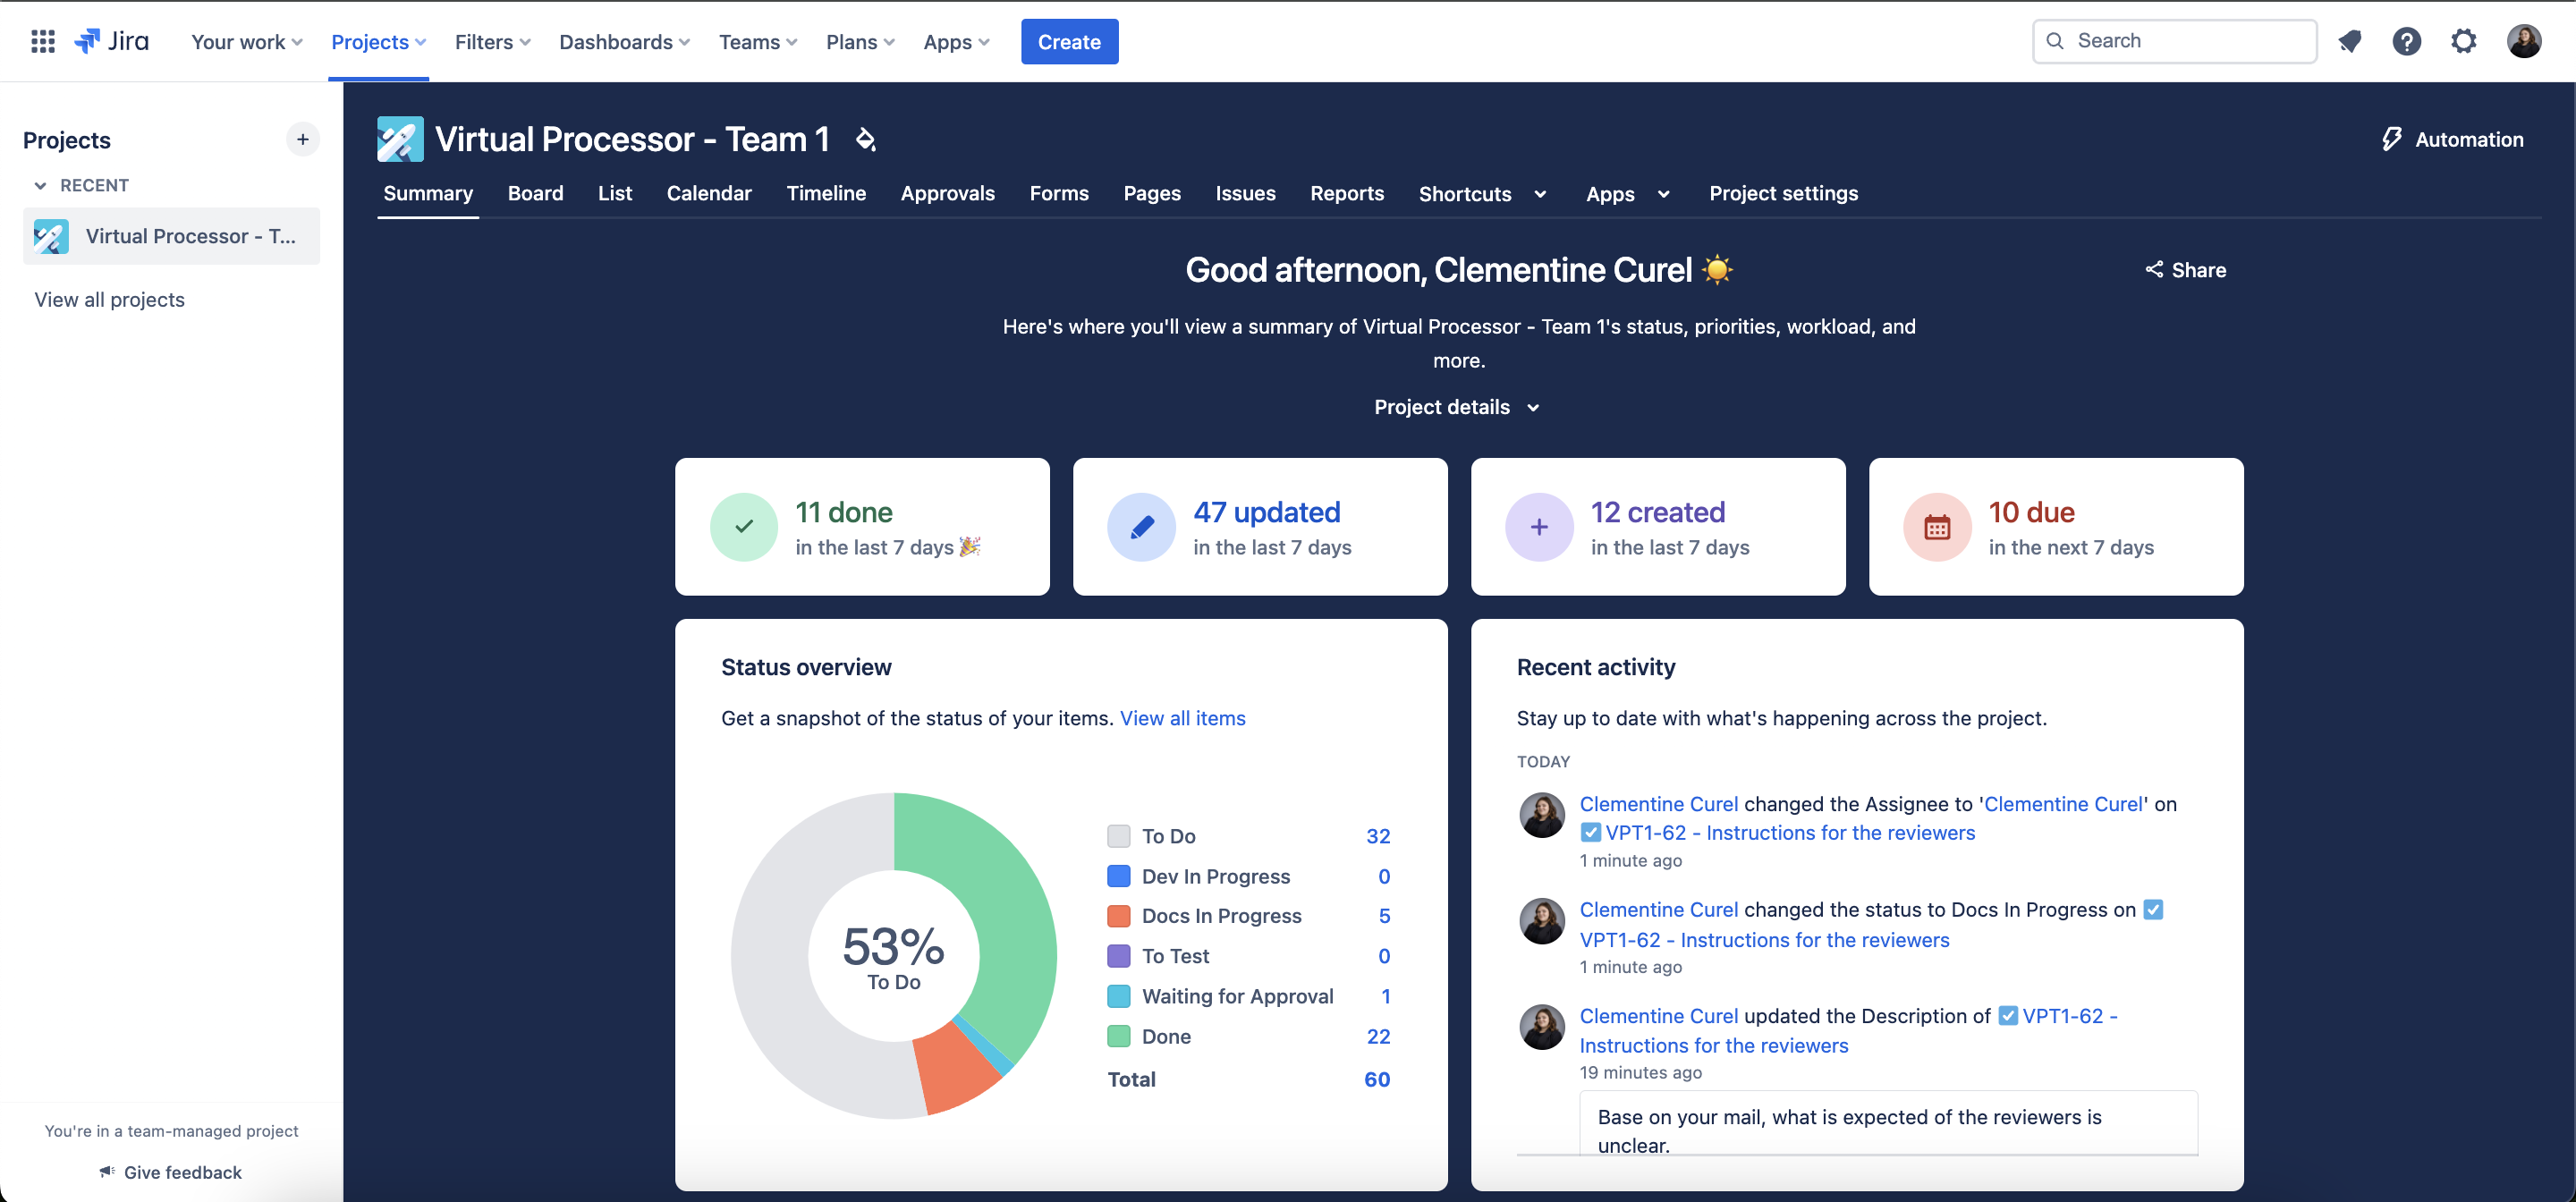 Jira
Your work
Projects
Filters
Dashboards
Teams
Plans
Apps
Create
Search
Projects
RECENT
Virtual Processor - T...
View all projects
You're in a team-managed project
Give feedback
Virtual Processor - Team 1
Automation
Summary
Board
List
Calendar
Timeline
Approvals
Forms
Pages
Issues
Reports
Shortcuts
Apps
Project settings
Good afternoon, Clementine Curel ☀️
Share
Here's where you'll view a summary of Virtual Processor - Team 1's status, priorities, workload, and
more.
Project details
11 done
in the last 7 days 🎉
47 updated
in the last 7 days
12 created
in the last 7 days
10 due
in the next 7 days
Status overview
Get a snapshot of the status of your items. View all items
53%
To Do
To Do 32
Dev In Progress 0
Docs In Progress 5
To Test 0
Waiting for Approval 1
Done 22
Total 60
Recent activity
Stay up to date with what's happening across the project.
TODAY
Clementine Curel changed the Assignee to 'Clementine Curel' on
VPT1-62 - Instructions for the reviewers
1 minute ago
Clementine Curel changed the status to Docs In Progress on
VPT1-62 - Instructions for the reviewers
1 minute ago
Clementine Curel updated the Description of VPT1-62 -
Instructions for the reviewers
19 minutes ago
Base on your mail, what is expected of the reviewers is
unclear.